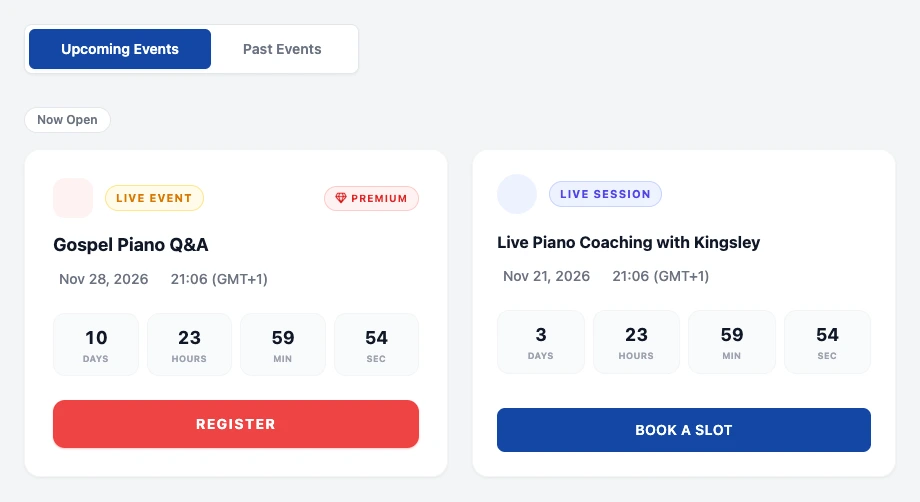 Upcoming Events
Past Events
Now Open
LIVE EVENT
PREMIUM
Gospel Piano Q&A
Nov 28, 2026 21:06 (GMT+1)
10 23 59 54
DAYS HOURS MIN SEC
REGISTER
LIVE SESSION
Live Piano Coaching with Kingsley
Nov 21, 2026 21:06 (GMT+1)
3 23 59 54
DAYS HOURS MIN SEC
BOOK A SLOT